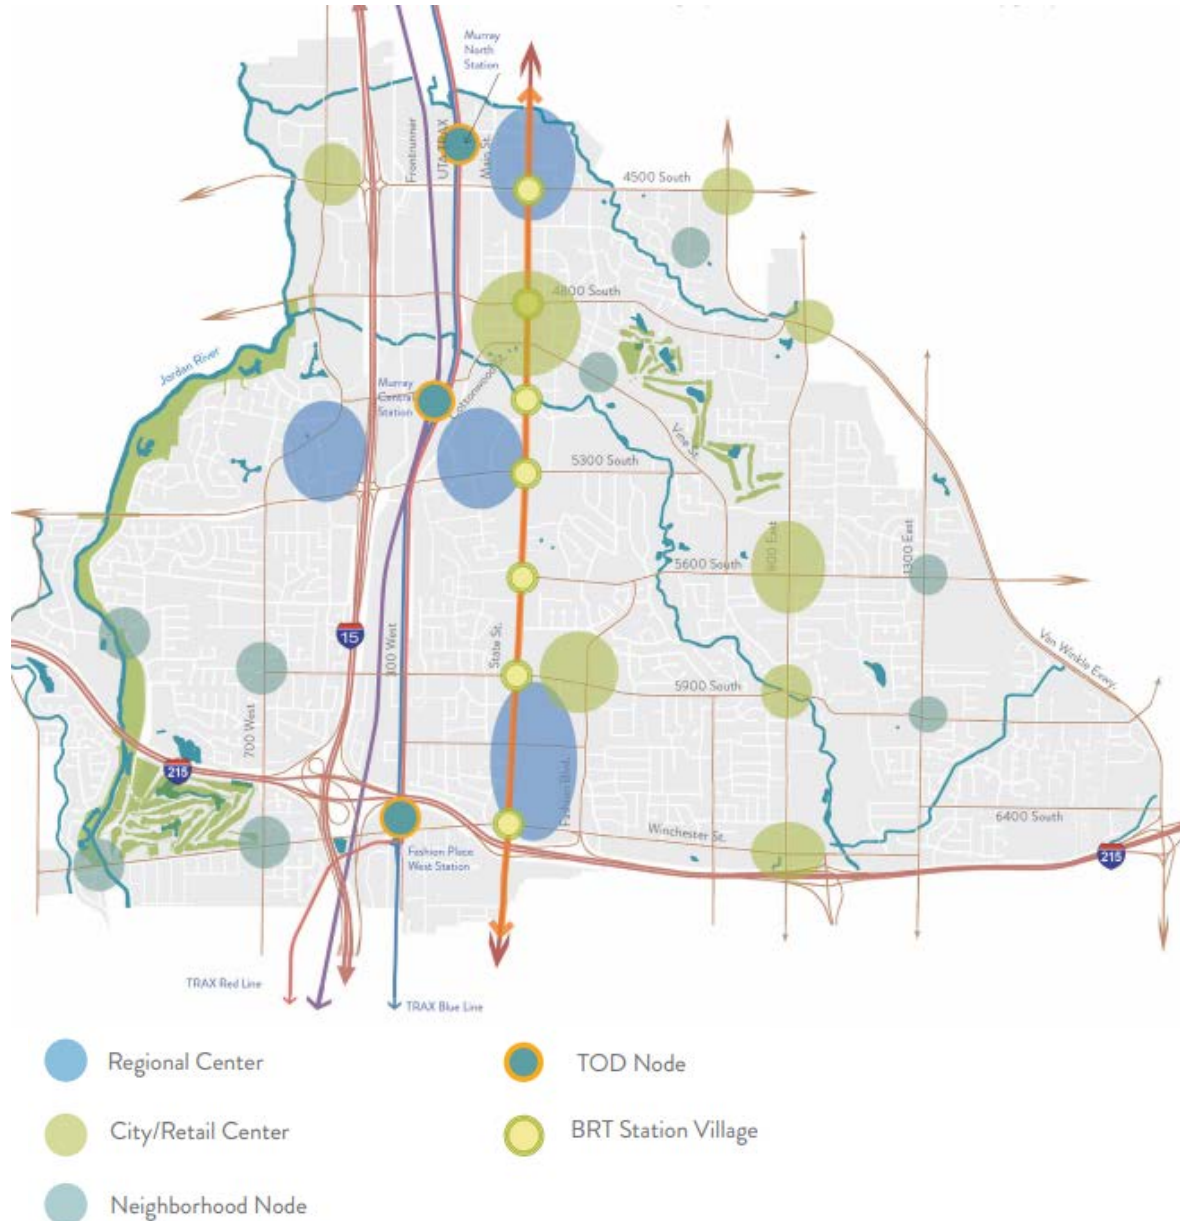 Murray
North
Station
Frontrunner
UTA TRAX
Main St.
4500 South
4800 South
Jordan River
Murray
Central
Station
Cottonwood St.
Vine St.
5300 South
900 East
1300 East
5600 South
15
300 West
State St.
Van Winkle Exwy.
5900 South
700 West
215
Fashion Blvd.
6400 South
Winchester St.
215
Fashion Place
West Station
TRAX Red Line
TRAX Blue Line
Regional Center
TOD Node
City/Retail Center
BRT Station Village
Neighborhood Node